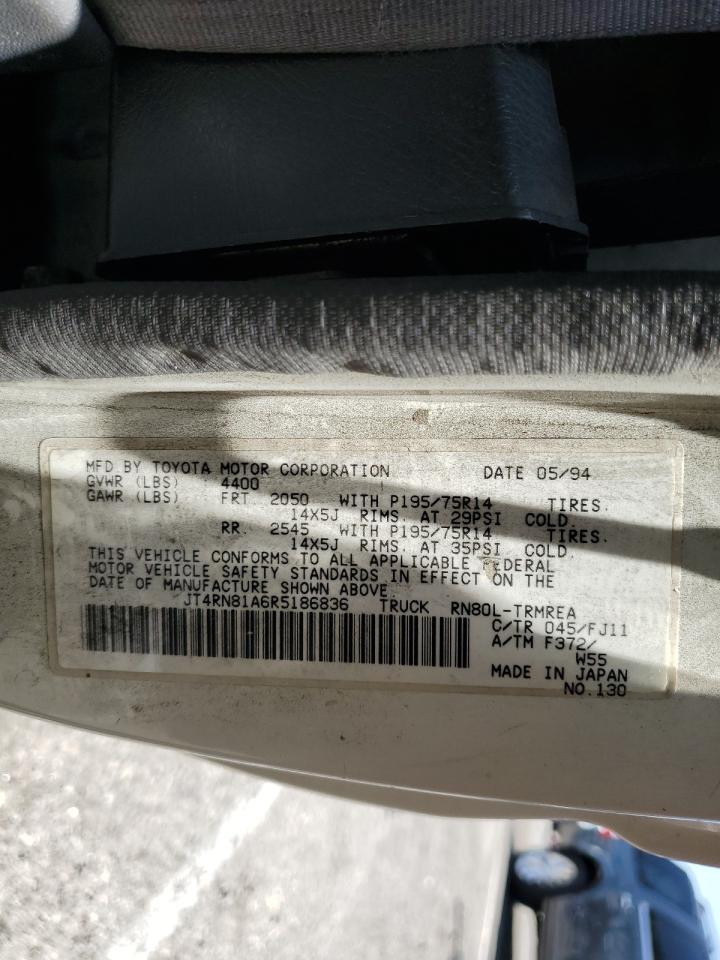 MFD BY TOYOTA MOTOR CORPORATION DATE 05/94
GVWR (LBS) 4400
GAWR (LBS) FRT 2050 WITH P195/75R14 TIRES.
14X5J RIMS. AT 29PSI COLD.
RR. 2545 WITH P195/75R14 TIRES.
14X5J RIMS. AT 35PSI COLD.
THIS VEHICLE CONFORMS TO ALL APPLICABLE FEDERAL
MOTOR VEHICLE SAFETY STANDARDS IN EFFECT ON THE
DATE OF MANUFACTURE SHOWN ABOVE.
JT4RN81A6R5186836 TRUCK RN80L-TRMREA
C/TR 045/FJ11
A/TM F372/
W55
MADE IN JAPAN
NO.130